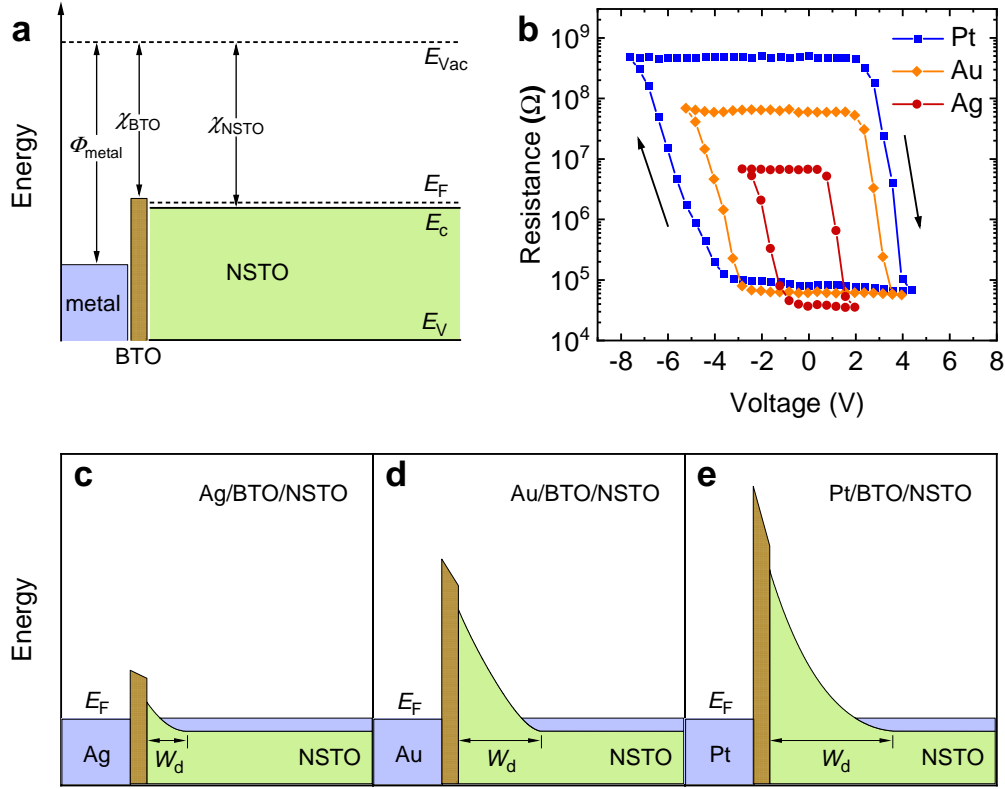 a
E_Vac
χ_BTO
χ_NSTO
Φ_metal
E_F
E_c
NSTO
metal
E_V
BTO
Energy
b
Pt
Au
Ag
Resistance (Ω)
10^9
10^8
10^7
10^6
10^5
10^4
-8 -6 -4 -2 0 2 4 6 8
Voltage (V)
Energy
c
Ag/BTO/NSTO
E_F
Ag
W_d
NSTO
d
Au/BTO/NSTO
E_F
Au
W_d
NSTO
e
Pt/BTO/NSTO
E_F
Pt
W_d
NSTO